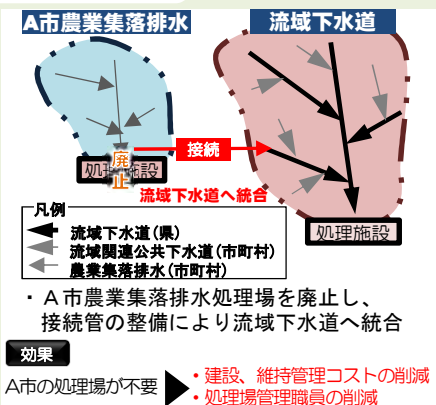 A市農業集落排水
流域下水道
廃止
処理施設
接続
流域下水道へ統合
処理施設
凡例
流域下水道(県)
流域関連公共下水道(市町村)
農業集落排水(市町村)
・A市農業集落排水処理場を廃止し、
接続管の整備により流域下水道へ統合
効果
A市の処理場が不要
・建設、維持管理コストの削減
・処理場管理職員の削減